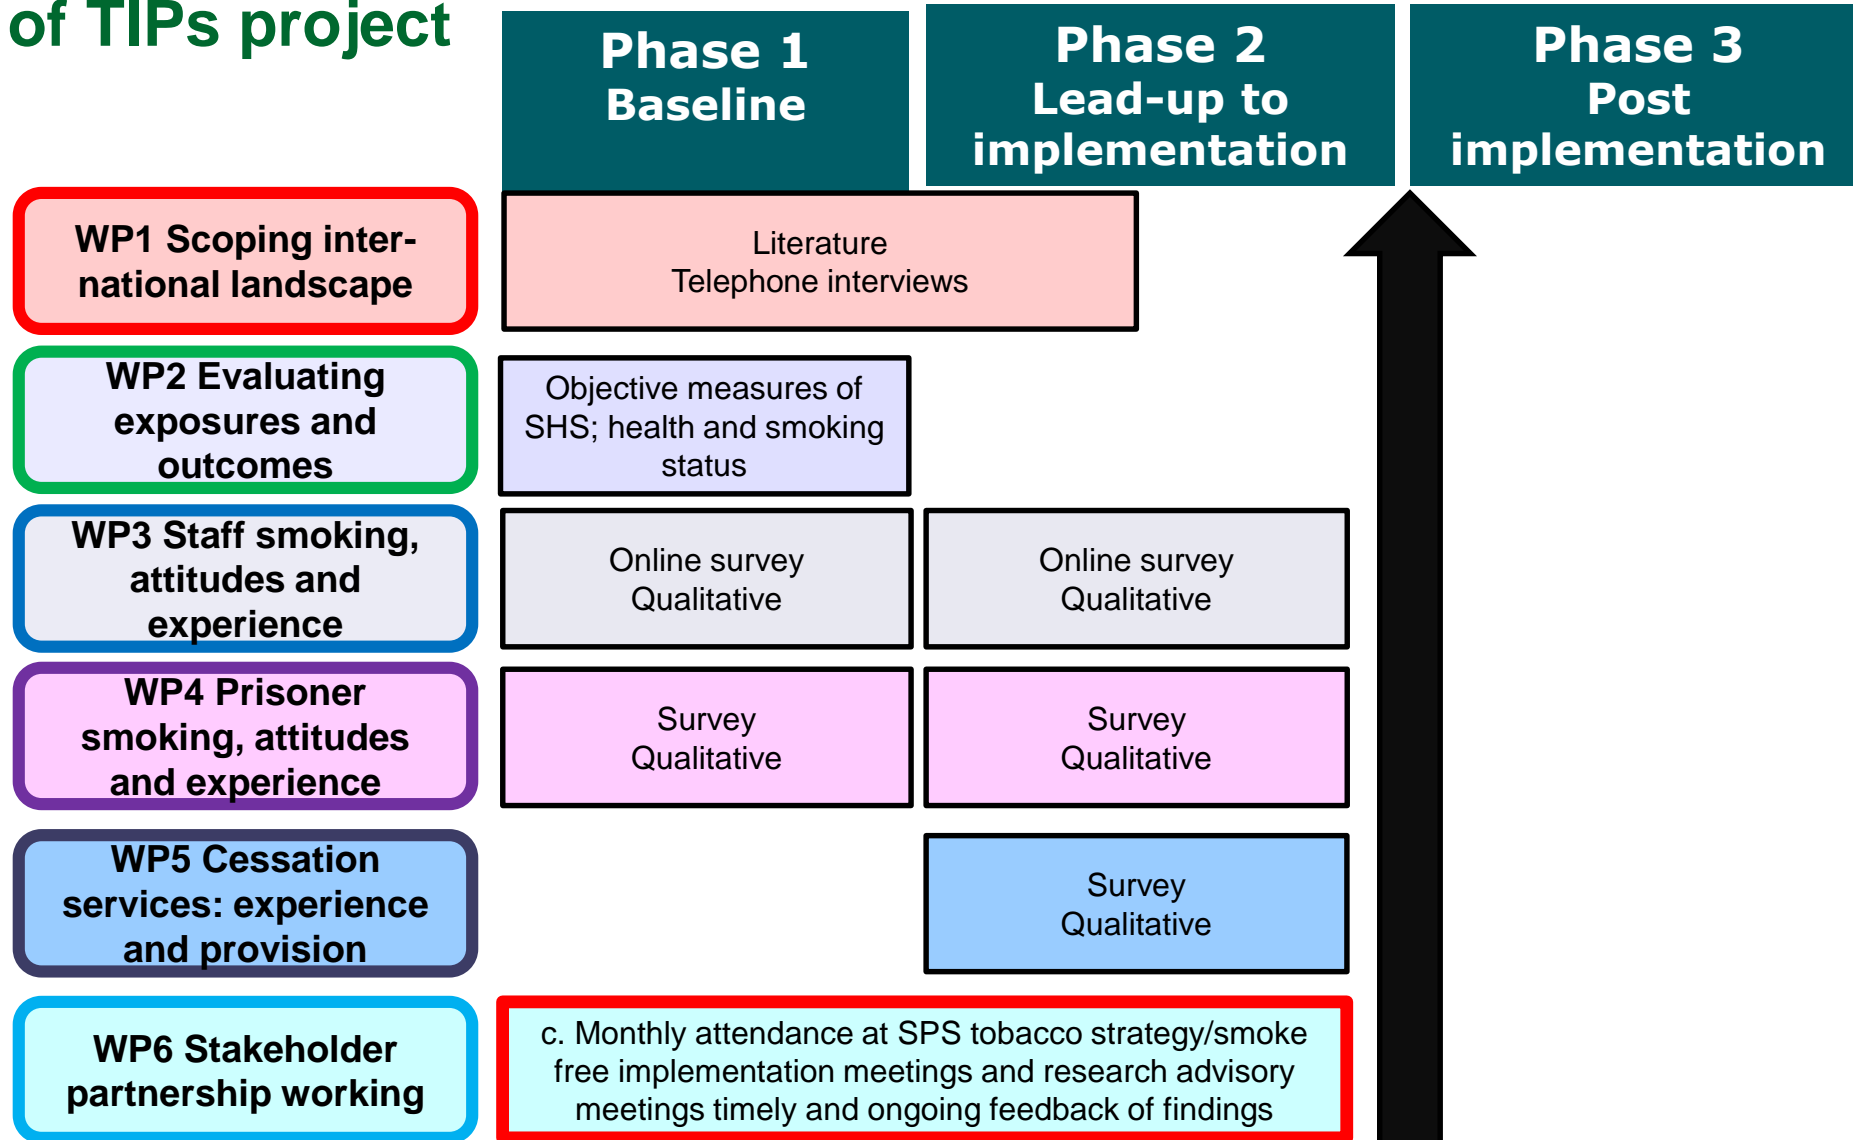 of TIPs project
Phase 1
Baseline
Phase 2
Lead-up to
implementation
Phase 3
Post
implementation
WP1 Scoping inter-
national landscape
Literature
Telephone interviews
WP2 Evaluating
exposures and
outcomes
Objective measures of
SHS; health and smoking
status
WP3 Staff smoking,
attitudes and
experience
Online survey
Qualitative
Online survey
Qualitative
WP4 Prisoner
smoking, attitudes
and experience
Survey
Qualitative
Survey
Qualitative
WP5 Cessation
services: experience
and provision
Survey
Qualitative
WP6 Stakeholder
partnership working
c. Monthly attendance at SPS tobacco strategy/smoke
free implementation meetings and research advisory
meetings timely and ongoing feedback of findings